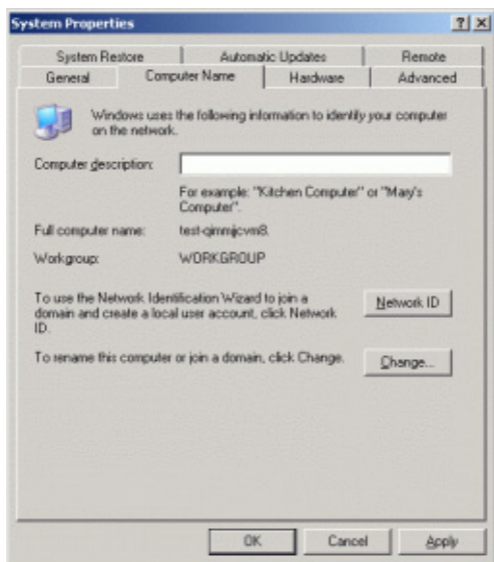 System Properties
System Restore Automatic Updates Remote
General Computer Name Hardware Advanced
Windows uses the following information to identify your computer
on the network.
Computer description:
For example: "Kitchen Computer" or "Mary's
Computer".
Full computer name:
Workgroup: WORKGROUP
To use the Network Identification Wizard to join a
domain and create a local user account, click Network
ID.
Network ID
To rename this computer or join a domain, click Change.
Change...
OK Cancel Apply